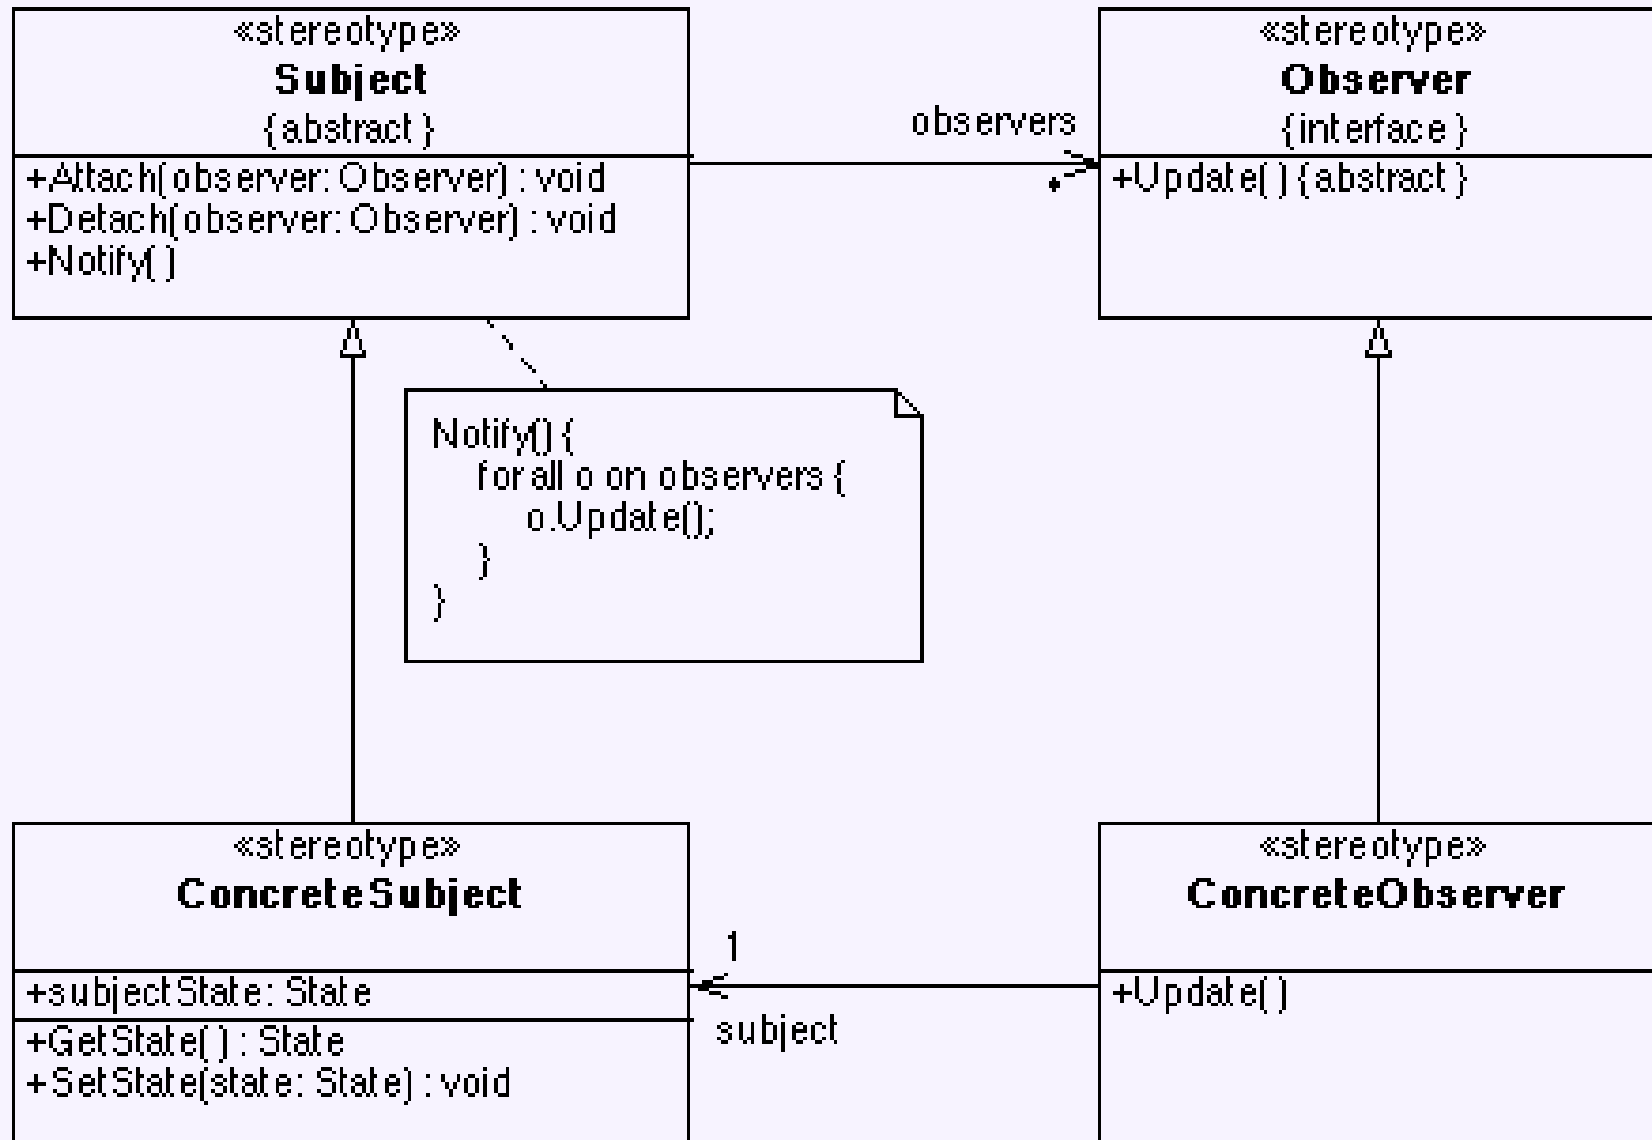 «stereotype»
Subject
{abstract}
+Attach(observer: Observer) : void
+Detach(observer: Observer) : void
+Notify()
observers
*
«stereotype»
Observer
{interface}
+Update() {abstract}
Notify() {
for all o on observers {
o.Update();
}
}
«stereotype»
ConcreteSubject
+subjectState: State
+GetState() : State
+SetState(state: State) : void
1
subject
«stereotype»
ConcreteObserver
+Update()